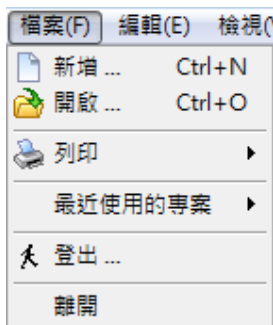 檔案(F) 編輯(E) 檢視(
新增 ... Ctrl+N
開啟 ... Ctrl+O
列印
最近使用的專案
登出 ...
離開